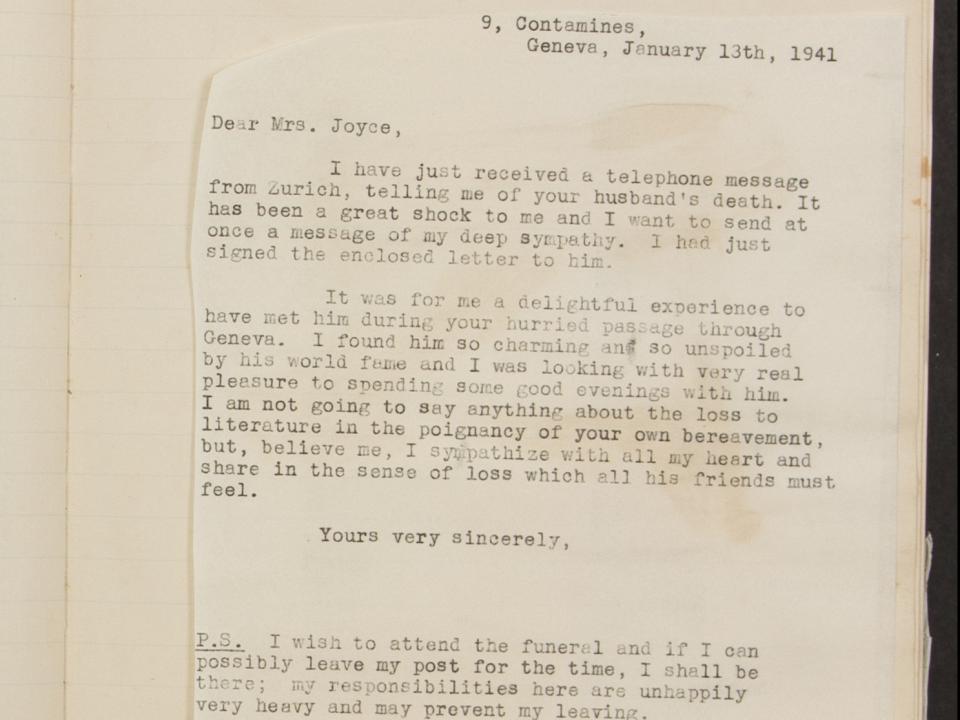 9, Contamines,
Geneva, January 13th, 1941
Dear Mrs. Joyce,
I have just received a telephone message
from Zurich, telling me of your husband's death. It
has been a great shock to me and I want to send at
once a message of my deep sympathy. I had just
signed the enclosed letter to him.
It was for me a delightful experience to
have met him during your hurried passage through
Geneva. I found him so charming and so unspoiled
by his world fame and I was looking with very real
pleasure to spending some good evenings with him.
I am not going to say anything about the loss to
literature in the poignancy of your own bereavement,
but, believe me, I sympathize with all my heart and
share in the sense of loss which all his friends must
feel.
Yours very sincerely,
P.S. I wish to attend the funeral and if I can
possibly leave my post for the time, I shall be
there; my responsibilities here are unhappily
very heavy and may prevent my leaving.